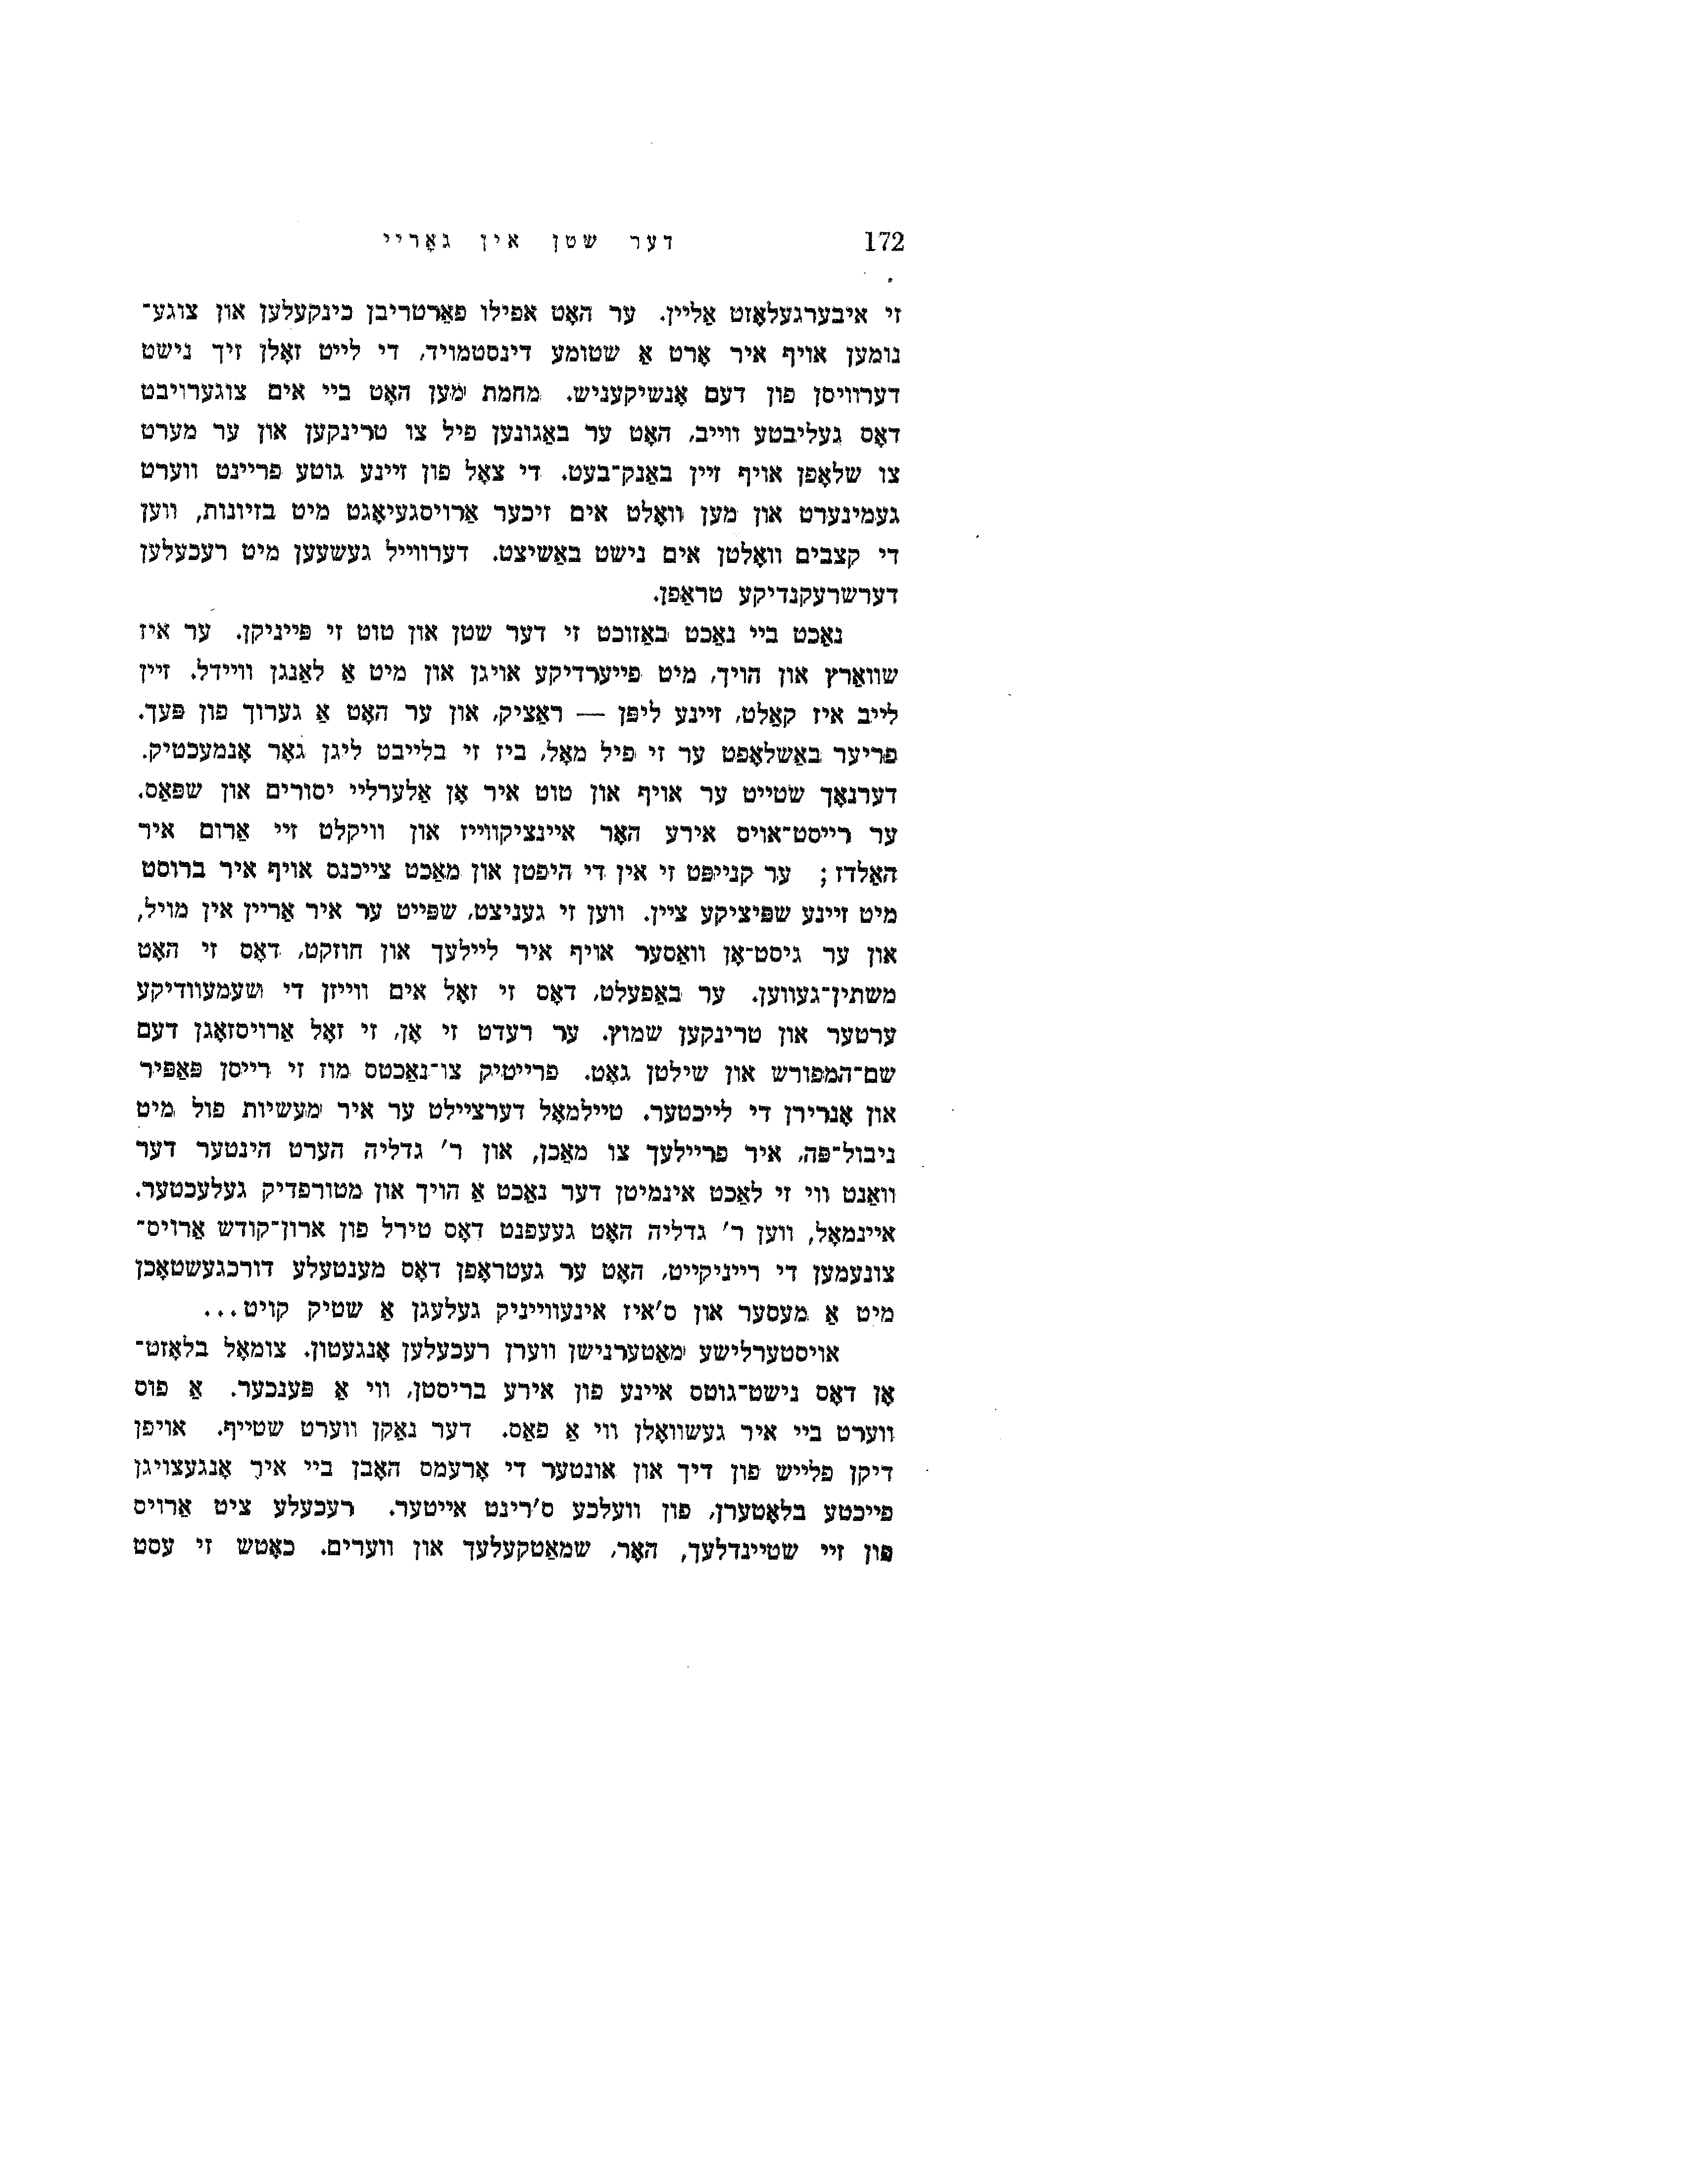 172 דער שטן אין גאָריי
זי איבערגעלאָזט אַליין. ער האָט אפילו פאַרטריבן כינקעלען און צוגע־
נומען אויף איר אָרט אַ שטומע דינסטמויד, די לייט זאָלן זיך נישט
דערוויסן פון דעם אָנשיקעניש. מחמת מען האָט ביי אים צוגערויבט
דאָס געליבטע ווייב, האָט ער באַגונען פיל צו טרינקען און ער מערט
צו שלאָפן אויף זיין באַנק־בעט. די צאָל פון זיינע גוטע פריינט ווערט
געמינערט און מען וואָלט אים זיכער אַרויסגעיאָגט מיט בזיונות, ווען
די קצבים וואָלטן אים נישט באַשיצט. דערווייל געשעען מיט רעכעלען
דערשרעקנדיקע טראַפן.
נאַכט ביי נאַכט באַזוכט זי דער שטן און טוט זי פּייניקן. ער איז
שוואַרץ און הויך, מיט פייערדיקע אויגן און מיט אַ לאַנגן וויידל. זיין
לייב איז קאַלט, זיינע ליפּן — ראַציק, און ער האָט אַ גערוך פון פּעך.
פריער באַשלאָפט ער זי פיל מאָל, ביז זי בלייבט ליגן גאָר אָנמעכטיק.
דערנאָך שטייט ער אויף און טוט איר אָן אַלערליי יסורים און שפּאַס.
ער רייסט־אויס אירע האָר איינציקווייז און וויקלט זיי אַרום איר
האַלדז; ער קנייפּט זי אין די היפטן און מאַכט צייכנס אויף איר ברוסט
מיט זיינע שפּיציקע ציין. ווען זי געניצט, שפּייט ער איר אַריין אין מויל,
און ער גיסט־אָן וואַסער אויף איר ליילעך און חוזקט, דאָס זי האָט
משתין־געווען. ער באַפעלט, דאָס זי זאָל אים ווייזן די שעמעוודיקע
ערטער און טרינקען שמוץ. ער רעדט זי אָן, זי זאָל אַרויסזאָגן דעם
שם־המפורש און שילטן גאָט. פרייטיק צו־נאַכטס מוז זי רייסן פּאַפּיר
און אָנרירן די לייכטער. טיילמאָל דערציילט ער איר מעשיות פול מיט
ניבול־פּה, איר פריילעך צו מאַכן, און ר׳ גדליה הערט הינטער דער
וואַנט ווי זי לאַכט אינמיטן דער נאַכט אַ הויך און מטורפדיק געלעכטער.
איינמאָל, ווען ר׳ גדליה האָט געעפנט דאָס טירל פון ארון־קודש אַרויס־
צונעמען די רייניקייט, האָט ער געטראָפן דאָס מענטעלע דורכגעשטאָכן
מיט אַ מעסער און ס׳איז אינעווייניק געלעגן אַ שטיק קויט...
אויסטערלישע מאַטערנישן ווערן רעכעלען אָנגעטון. צומאָל בלאָזט־
אָן דאָס נישט־גוטס איינע פון אירע בריסטן, ווי אַ פּענכער. אַ פוס
ווערט ביי איר געשוואָלן ווי אַ פאַס. דער נאַקן ווערט שטייף. אויפן
דיקן פלייש פון דיך און אונטער די אָרעמס האָבן ביי איר אָנגעצויגן
פייכטע בלאָטערן, פון וועלכע ס׳רינט אייטער. רעכעלע ציט אַרויס
פון זיי שטיינדלעך, האָר, שמאַטקעלעך און ווערים. כאָטש זי עסט